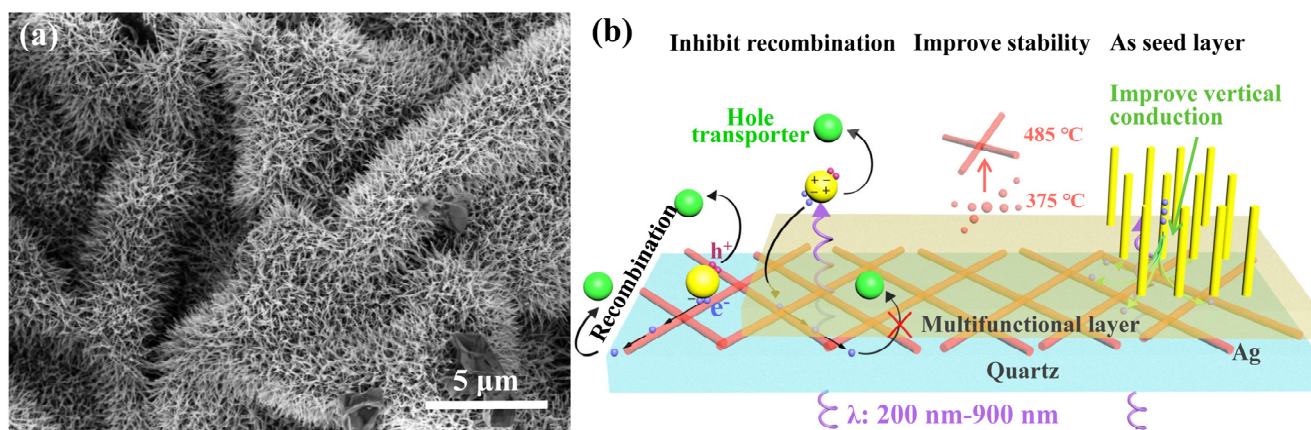 (a)
5 μm
(b)
Inhibit recombination
Improve stability
As seed layer
Improve vertical
conduction
Hole
transporter
485 °C
375 °C
Recombination
h⁺
+ −
− +
−
e⁻
Multifunctional layer
Ag
Quartz
λ: 200 nm-900 nm